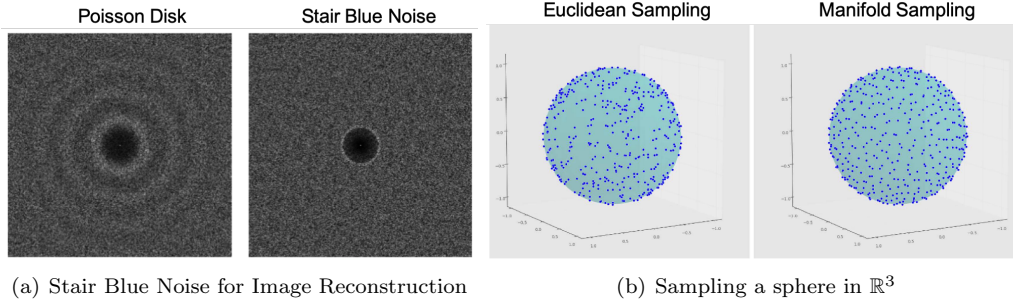 Poisson Disk Stair Blue Noise Euclidean Sampling Manifold Sampling
(a) Stair Blue Noise for Image Reconstruction (b) Sampling a sphere in ℝ³